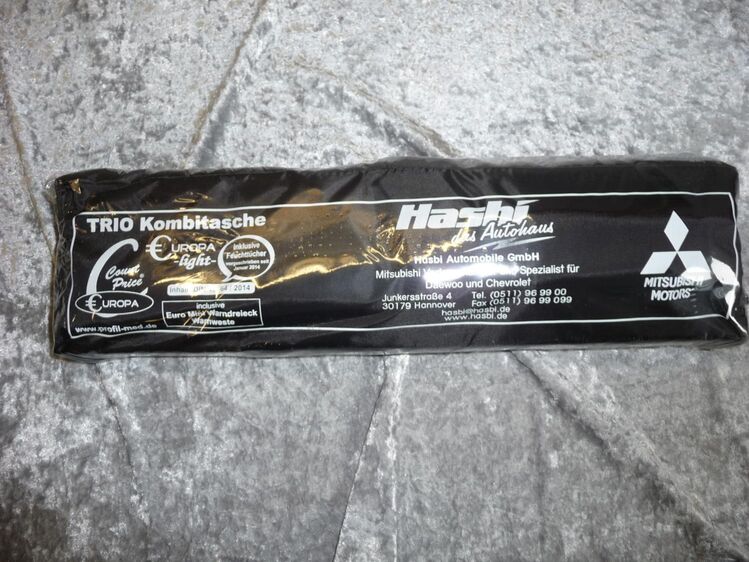 TRIO Kombitasche
EUROPA
-light-
Inklusive
Feuchttücher
vorgeschrieben seit
Januar 2014
Count
Price
EUROPA
Inhalt DIN 2014
inclusive
Euro Mini Warndreieck
Warnweste
www.profil-med.de
Hasbi
das Autohaus
Hasbi Automobile GmbH
Mitsubishi Spezialist für
Daewoo und Chevrolet
Junkersstraße 4 Tel. (0511) 96 99 00
30179 Hannover Fax (0511) 96 99 099
hasbi@hasbi.de
www.hasbi.de
MITSUBISHI
MOTORS